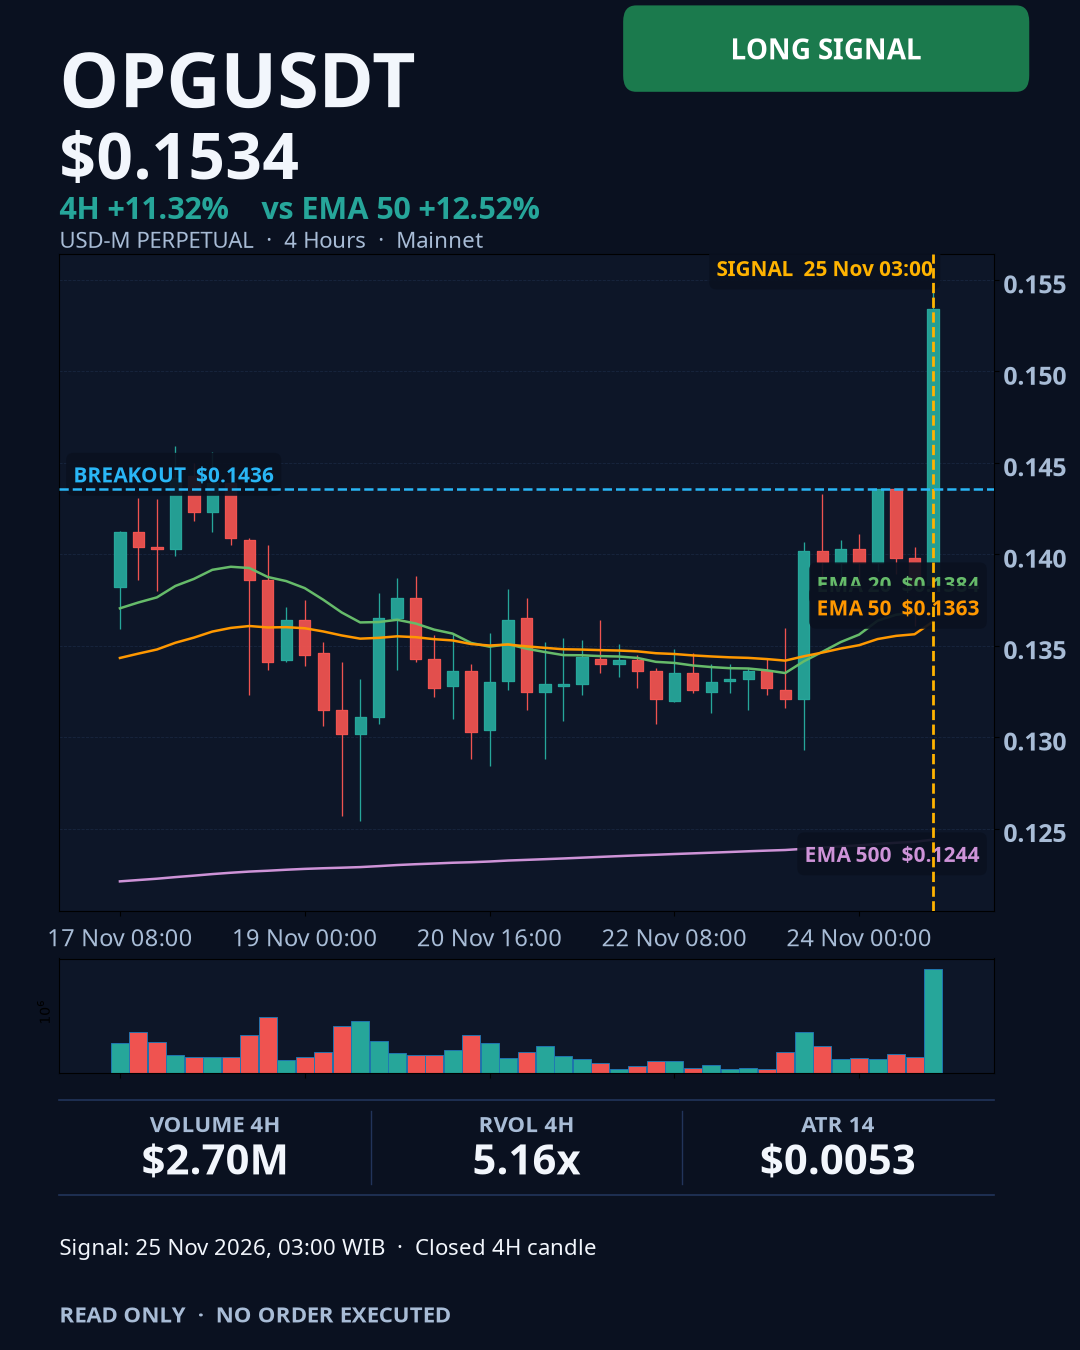 LONG SIGNAL
OPGUSDT
$0.1534
4H +11.32% vs EMA 50 +12.52%
USD-M PERPETUAL · 4 Hours · Mainnet
SIGNAL 25 Nov 03:00
0.155
0.150
0.145
BREAKOUT $0.1436
0.140
EMA 20 $0.1384
EMA 50 $0.1363
0.135
0.130
0.125
EMA 500 $0.1244
17 Nov 08:00 19 Nov 00:00 20 Nov 16:00 22 Nov 08:00 24 Nov 00:00
10⁶
VOLUME 4H RVOL 4H ATR 14
$2.70M 5.16x $0.0053
Signal: 25 Nov 2026, 03:00 WIB · Closed 4H candle
READ ONLY · NO ORDER EXECUTED